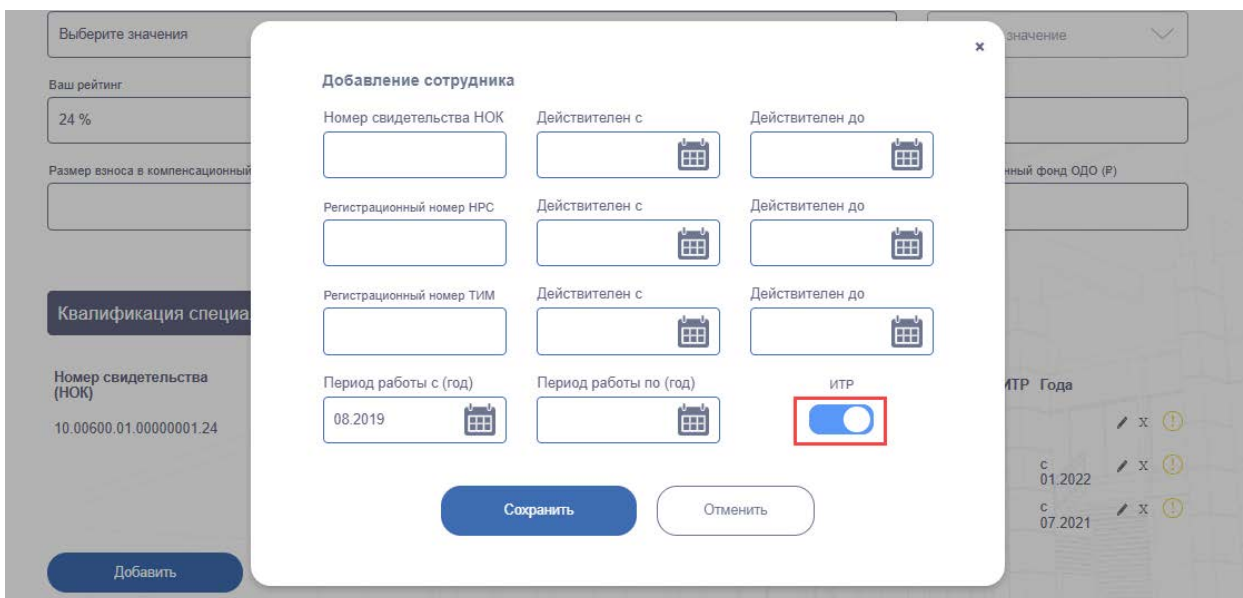 Выберите значения
значение
x
Добавление сотрудника
Ваш рейтинг
24 %
Номер свидетельства НОК Действителен с Действителен до
Размер взноса в компенсационный
нный фонд ОДО (₽)
Регистрационный номер НРС Действителен с Действителен до
Квалификация специа
Регистрационный номер ТИМ Действителен с Действителен до
Номер свидетельства
(НОК)
Период работы с (год) Период работы по (год) ИТР
ИТР Года
08.2019
10.00600.01.00000001.24
x
с
01.2022
x
с
07.2021
x
Сохранить Отменить
Добавить